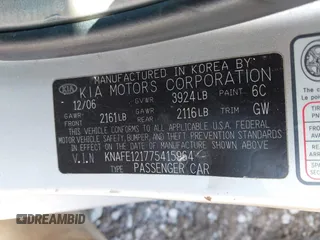 MANUFACTURED IN KOREA BY
KIA KIA MOTORS CORPORATION
12/06 GVWR 3924LB PAINT 6C
GAWR FRONT 2161LB GAWR REAR 2116LB TRIM GW
THIS VEHICLE CONFORMS TO ALL APPLICABLE U.S.A. FEDERAL
MOTOR VEHICLE SAFETY, BUMPER, AND THEFT PREVENTION
STANDARDS IN EFFECT ON THE DATE OF MANUFACTURE
SHOWN ABOVE.
V.I.N KNAFE121775415964
TYPE PASSENGER CAR
DREAMBID